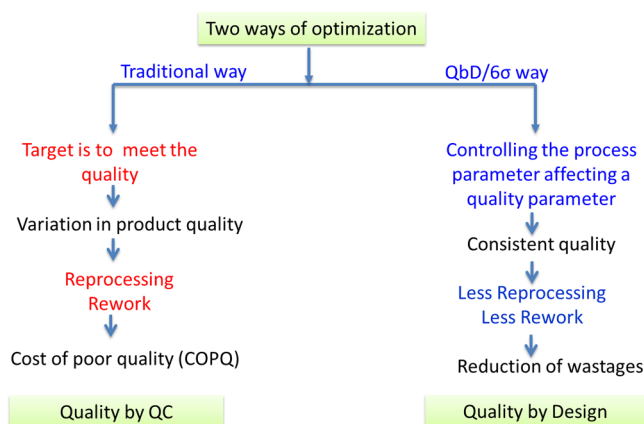 Two ways of optimization
Traditional way
QbD/6σ way
Target is to meet the
quality
Variation in product quality
Reprocessing
Rework
Cost of poor quality (COPQ)
Quality by QC
Controlling the process
parameter affecting a
quality parameter
Consistent quality
Less Reprocessing
Less Rework
Reduction of wastages
Quality by Design